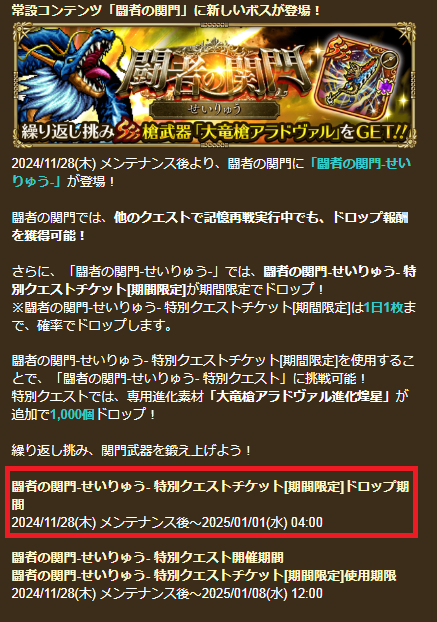 常設コンテンツ「闘者の関門」に新しいボスが登場！
闘者の関門
-せいりゅう-
繰り返し挑み SS 槍武器「大竜槍アラドヴァル」をGET!!
2024/11/28(木) メンテナンス後より、闘者の関門に「闘者の関門-せい
りゅう-」が登場！
闘者の関門では、他のクエストで記憶再戦実行中でも、ドロップ報酬
を獲得可能！
さらに、「闘者の関門-せいりゅう-」では、闘者の関門-せいりゅう- 特
別クエストチケット[期間限定]が期間限定でドロップ！
※闘者の関門-せいりゅう- 特別クエストチケット[期間限定]は1日1枚ま
で、確率でドロップします。
闘者の関門-せいりゅう- 特別クエストチケット[期間限定]を使用するこ
とで、「闘者の関門-せいりゅう- 特別クエスト」に挑戦可能！
特別クエストでは、専用進化素材「大竜槍アラドヴァル進化煌星」が
追加で1,000個ドロップ！
繰り返し挑み、関門武器を鍛え上げよう！
闘者の関門-せいりゅう- 特別クエストチケット[期間限定]ドロップ期
間
2024/11/28(木) メンテナンス後～2025/01/01(水) 04:00
闘者の関門-せいりゅう- 特別クエスト開催期間
闘者の関門-せいりゅう- 特別クエストチケット[期間限定]使用期限
2024/11/28(木) メンテナンス後～2025/01/08(水) 12:00